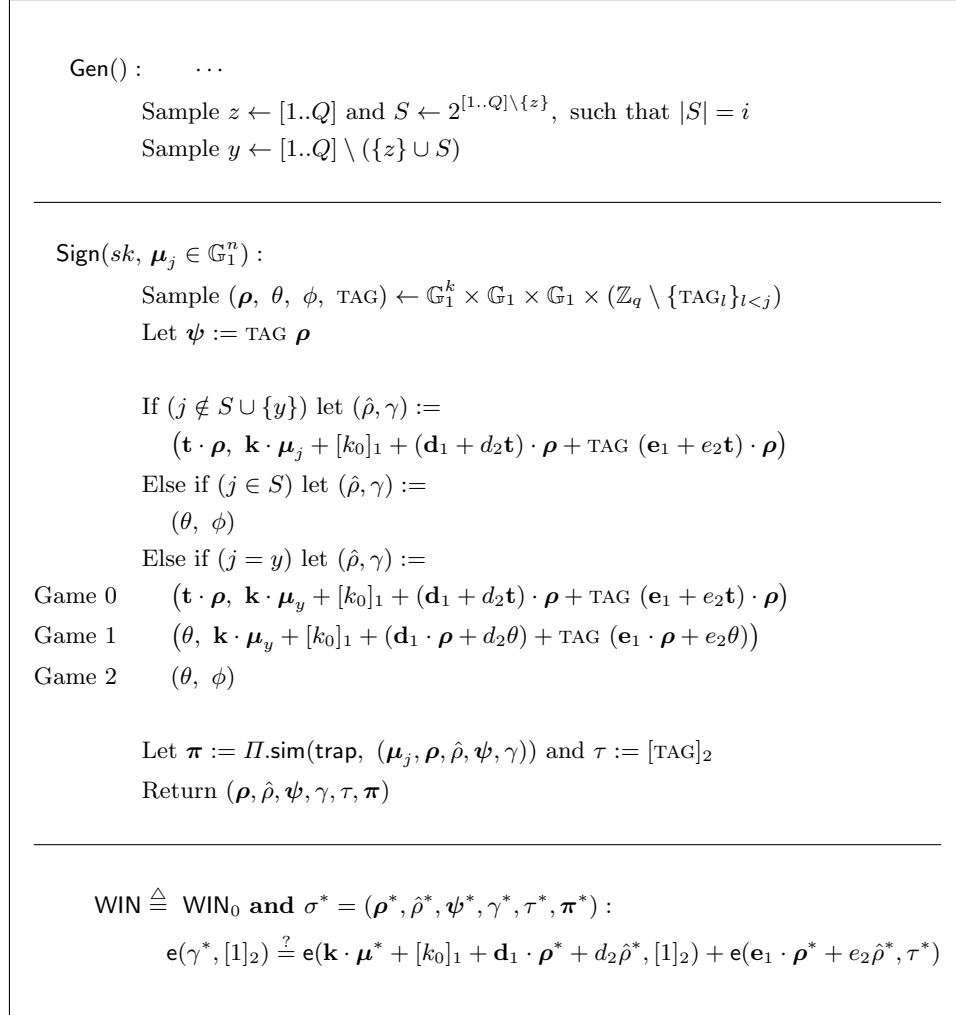 Gen() : ···
Sample z ← [1..Q] and S ← 2^{[1..Q]\{z}}, such that |S| = i
Sample y ← [1..Q] \ ({z} ∪ S)
Sign(sk, 𝝁_j ∈ 𝔾_1^n) :
Sample (𝝆, θ, ϕ, TAG) ← 𝔾_1^k × 𝔾_1 × 𝔾_1 × (ℤ_q \ {TAG_l}_{l<j})
Let 𝝍 := TAG 𝝆
If (j ∉ S ∪ {y}) let (ρ̂, γ) :=
(𝐭 · 𝝆, 𝐤 · 𝝁_j + [k_0]_1 + (𝐝_1 + d_2𝐭) · 𝝆 + TAG (𝐞_1 + e_2𝐭) · 𝝆)
Else if (j ∈ S) let (ρ̂, γ) :=
(θ, ϕ)
Else if (j = y) let (ρ̂, γ) :=
Game 0 (𝐭 · 𝝆, 𝐤 · 𝝁_y + [k_0]_1 + (𝐝_1 + d_2𝐭) · 𝝆 + TAG (𝐞_1 + e_2𝐭) · 𝝆)
Game 1 (θ, 𝐤 · 𝝁_y + [k_0]_1 + (𝐝_1 · 𝝆 + d_2θ) + TAG (𝐞_1 · 𝝆 + e_2θ))
Game 2 (θ, ϕ)
Let 𝝅 := Π.sim(trap, (𝝁_j, 𝝆, ρ̂, 𝝍, γ)) and τ := [TAG]_2
Return (𝝆, ρ̂, 𝝍, γ, τ, 𝝅)
WIN ≜ WIN_0 and σ* = (𝝆*, ρ̂*, 𝝍*, γ*, τ*, 𝝅*) :
e(γ*, [1]_2) ≟ e(𝐤 · 𝝁* + [k_0]_1 + 𝐝_1 · 𝝆* + d_2ρ̂*, [1]_2) + e(𝐞_1 · 𝝆* + e_2ρ̂*, τ*)